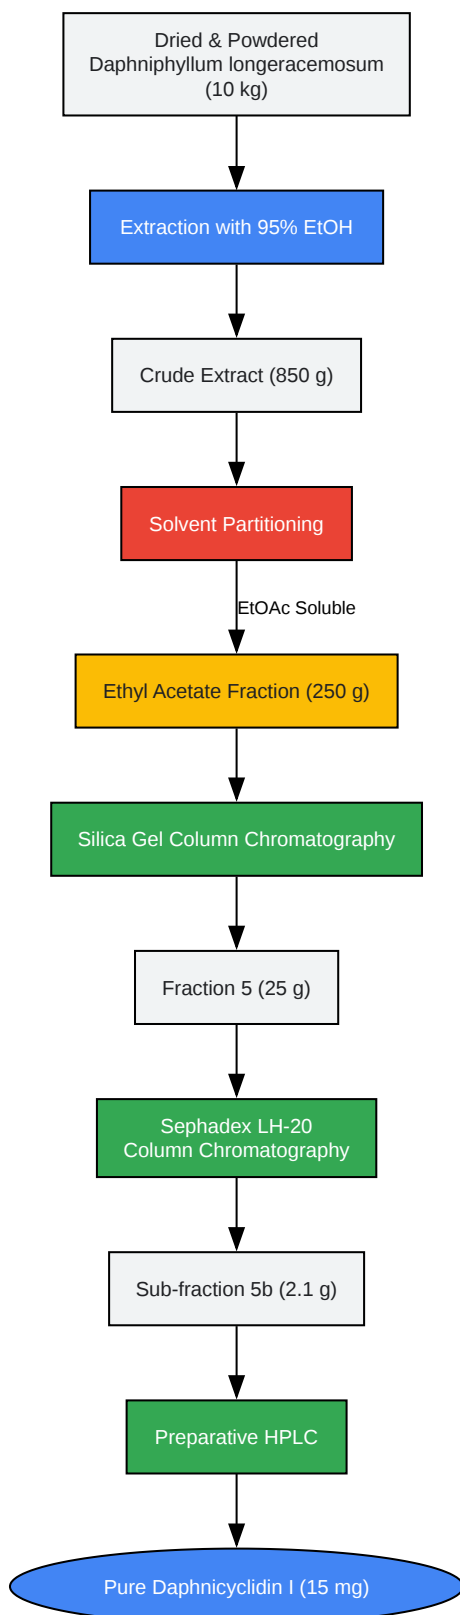 Dried & Powdered
Daphniphyllum longeracemosum
(10 kg)
Extraction with 95% EtOH
Crude Extract (850 g)
Solvent Partitioning
EtOAc Soluble
Ethyl Acetate Fraction (250 g)
Silica Gel Column Chromatography
Fraction 5 (25 g)
Sephadex LH-20
Column Chromatography
Sub-fraction 5b (2.1 g)
Preparative HPLC
Pure Daphnicyclidin I (15 mg)